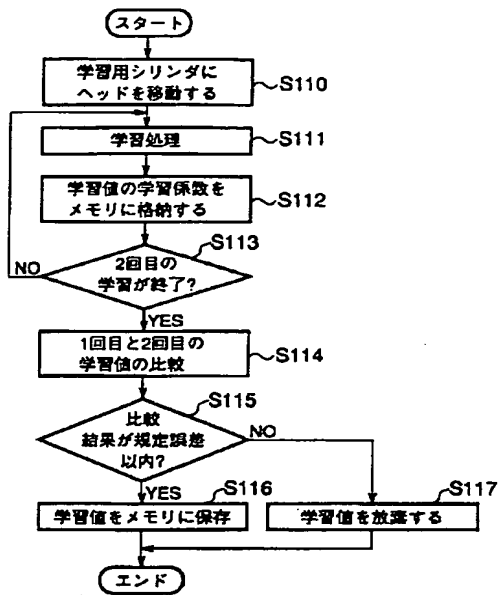 スタート
学習用シリンダに
ヘッドを移動する
S110
学習処理
S111
学習値の学習係数を
メモリに格納する
S112
S113
2回目の
学習が終了?
NO
YES
1回目と2回目の
学習値の比較
S114
S115
比較
結果が規定誤差
以内?
NO
YES
S116
学習値をメモリに保存
S117
学習値を放棄する
エンド